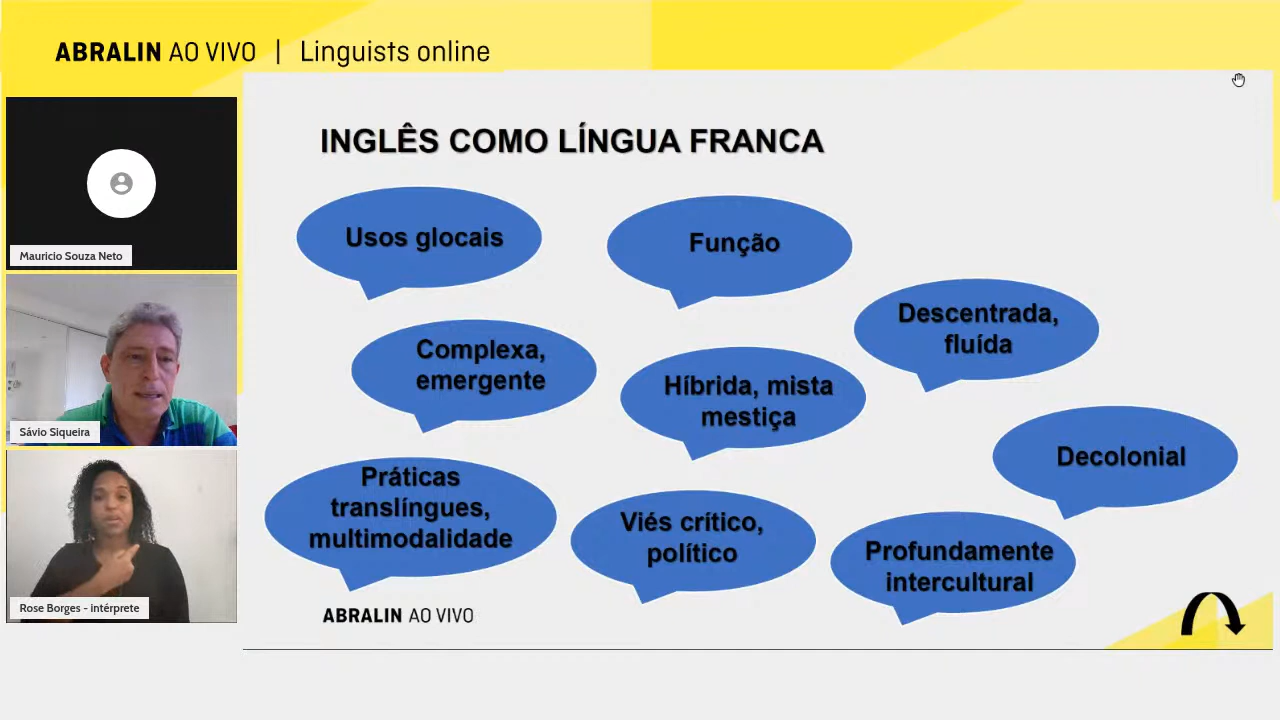 ABRALIN AO VIVO | Linguists online
Mauricio Souza Neto
Sávio Siqueira
Rose Borges - intérprete
INGLÊS COMO LÍNGUA FRANCA
Usos glocais
Função
Descentrada,
fluída
Complexa,
emergente
Híbrida, mista
mestiça
Decolonial
Práticas
translíngues,
multimodalidade
Viés crítico,
político
Profundamente
intercultural
ABRALIN AO VIVO